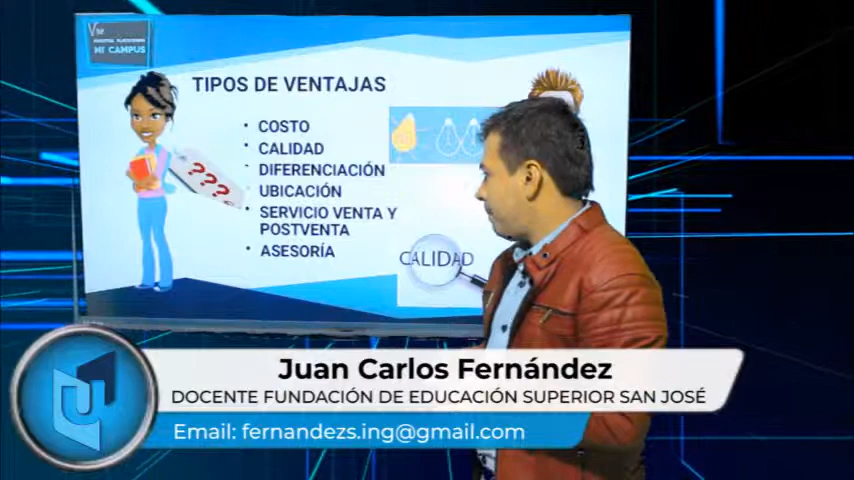 MI CAMPUS
TIPOS DE VENTAJAS
• COSTO
• CALIDAD
• DIFERENCIACIÓN
• UBICACIÓN
• SERVICIO VENTA Y
POSTVENTA
• ASESORÍA
???
CALIDAD
Juan Carlos Fernández
DOCENTE FUNDACIÓN DE EDUCACIÓN SUPERIOR SAN JOSÉ
Email: fernandezs.ing@gmail.com